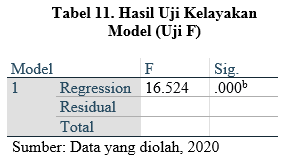 Tabel 11. Hasil Uji Kelayakan
Model (Uji F)
Model F Sig.
1 Regression 16.524 .000ᵇ
Residual
Total
Sumber: Data yang diolah, 2020